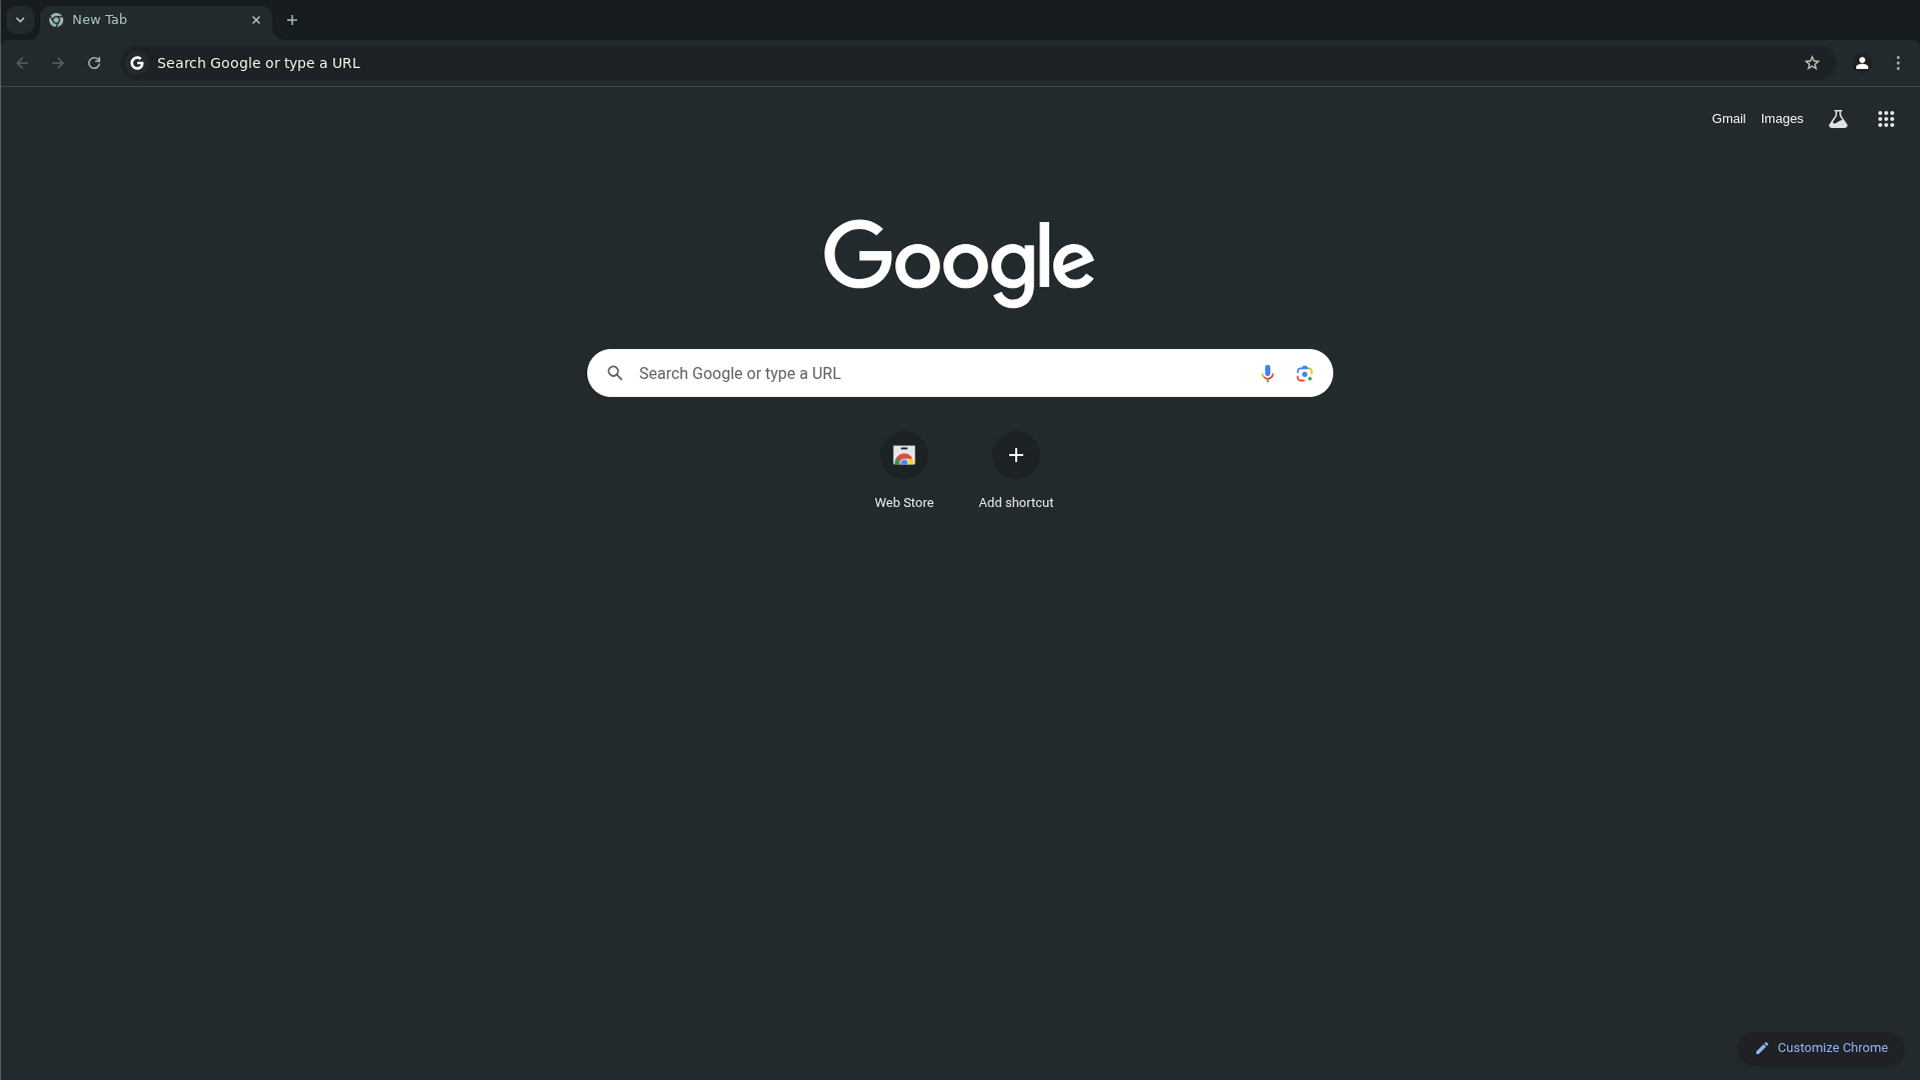 New Tab
Search Google or type a URL
Gmail Images
Google
Search Google or type a URL
Web Store Add shortcut
Customize Chrome